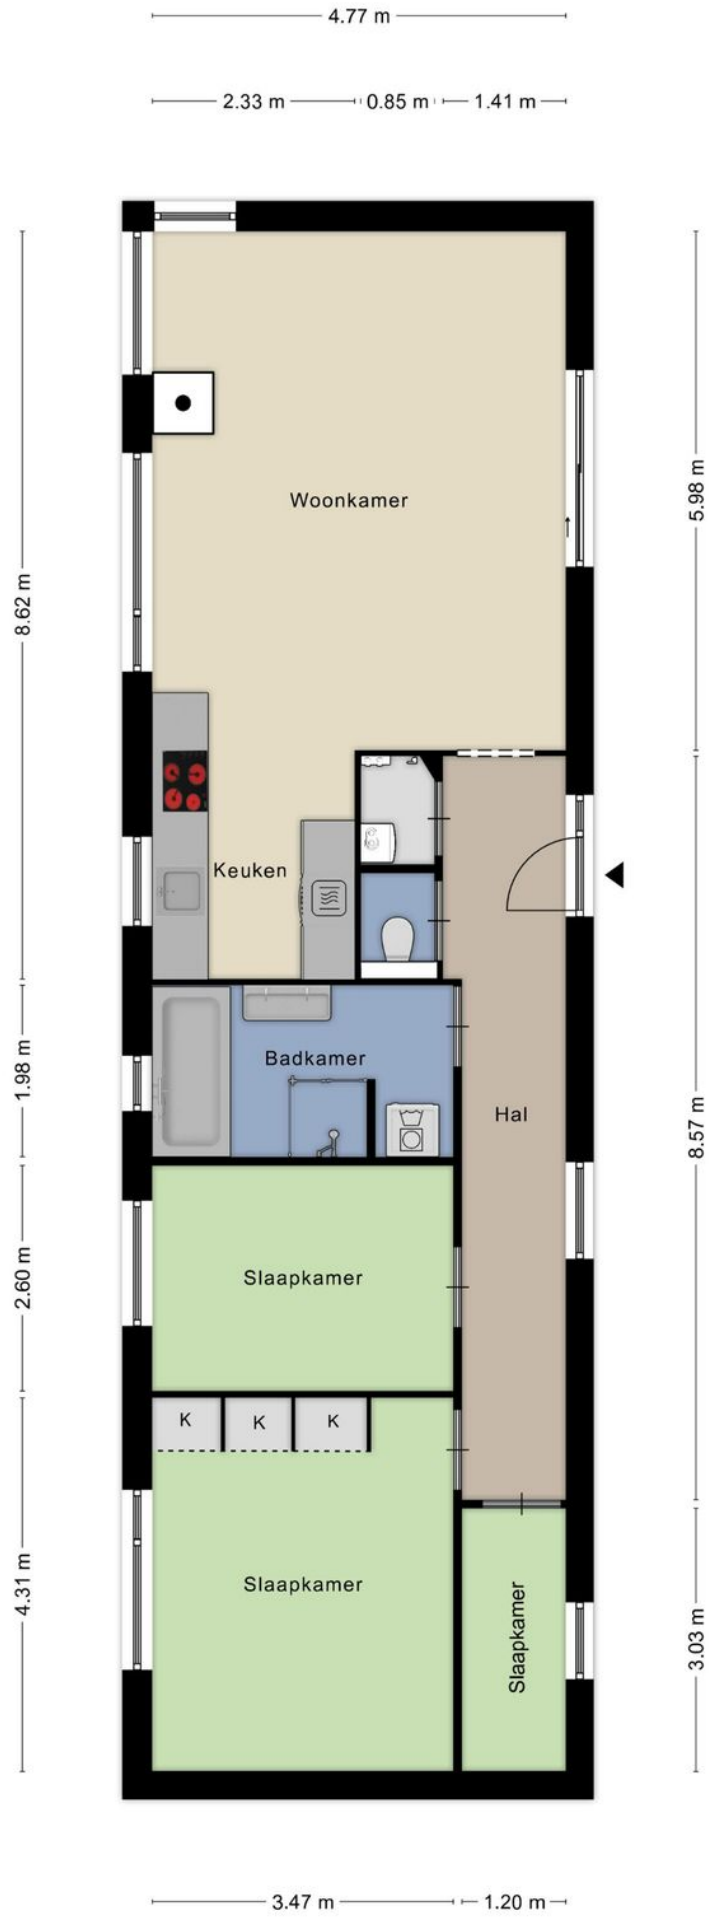 4.77 m
2.33 m 0.85 m 1.41 m
Woonkamer
5.98 m
8.62 m
Keuken
Badkamer
1.98 m
Hal
8.57 m
Slaapkamer
2.60 m
K K K
Slaapkamer
4.31 m
Slaapkamer
3.03 m
3.47 m 1.20 m